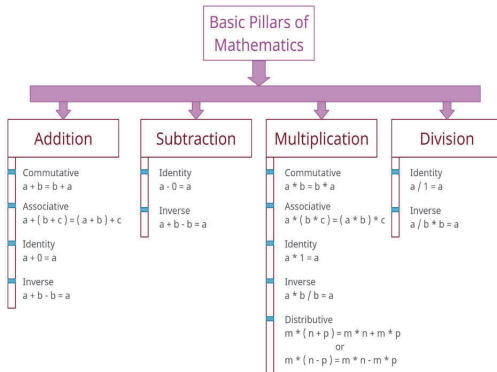 Basic Pillars of
Mathematics
Addition
Commutative
a + b = b + a
Associative
a + ( b + c ) = ( a + b ) + c
Identity
a + 0 = a
Inverse
a + b - b = a
Subtraction
Identity
a - 0 = a
Inverse
a + b - b = a
Multiplication
Commutative
a * b = b * a
Associative
a * ( b * c ) = ( a * b ) * c
Identity
a * 1 = a
Inverse
a * b / b = a
Distributive
m * ( n + p ) = m * n + m * p
or
m * ( n - p ) = m * n - m * p
Division
Identity
a / 1 = a
Inverse
a / b * b = a